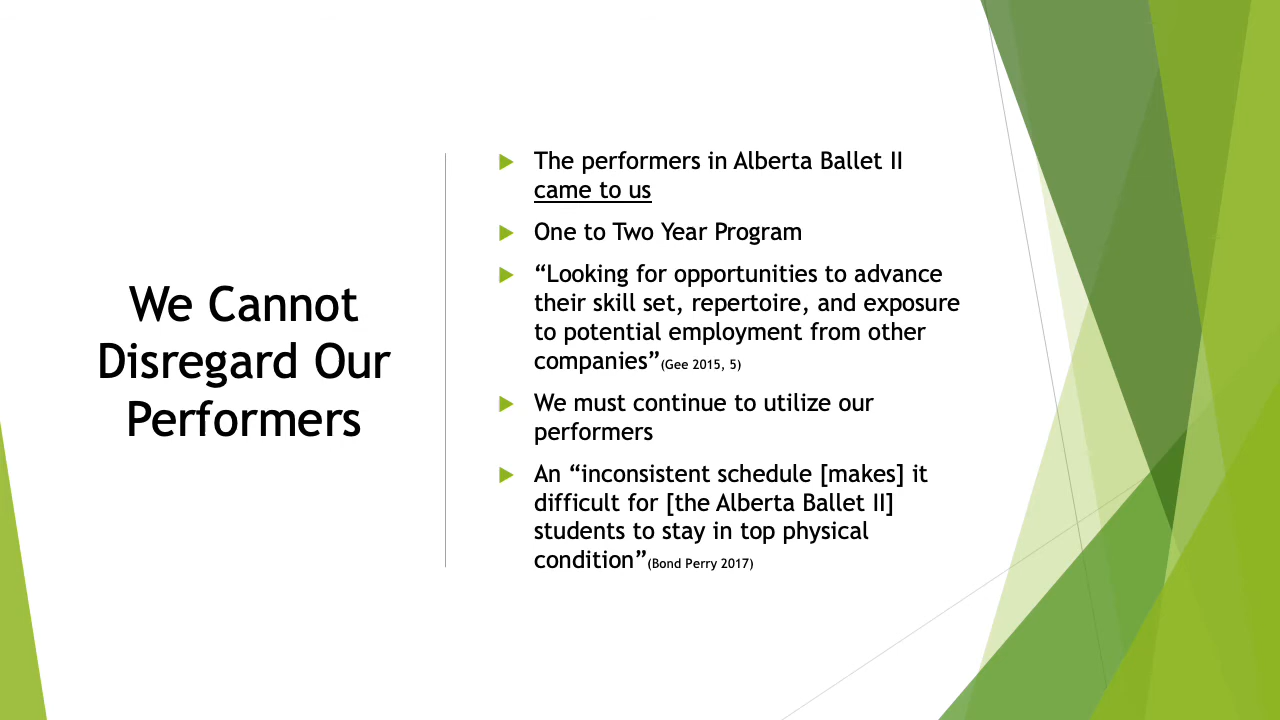 We Cannot
Disregard Our
Performers
The performers in Alberta Ballet II
came to us
One to Two Year Program
“Looking for opportunities to advance
their skill set, repertoire, and exposure
to potential employment from other
companies”(Gee 2015, 5)
We must continue to utilize our
performers
An “inconsistent schedule [makes] it
difficult for [the Alberta Ballet II]
students to stay in top physical
condition”(Bond Perry 2017)